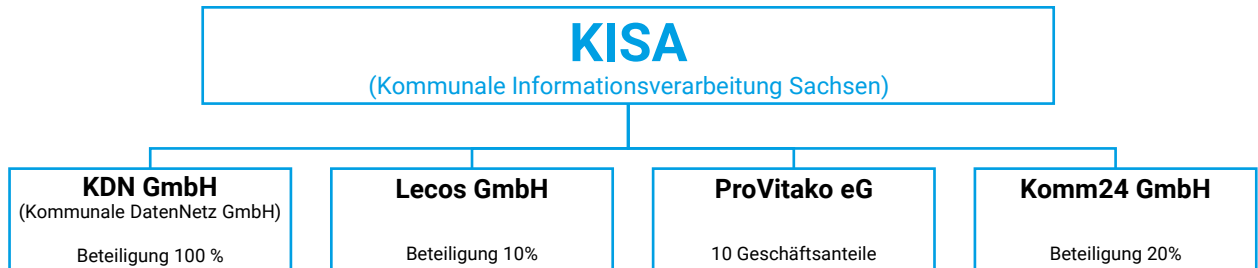 KISA
(Kommunale Informationsverarbeitung Sachsen)
KDN GmbH
(Kommunale DatenNetz GmbH)
Beteiligung 100 %
Lecos GmbH
Beteiligung 10%
ProVitako eG
10 Geschäftsanteile
Komm24 GmbH
Beteiligung 20%